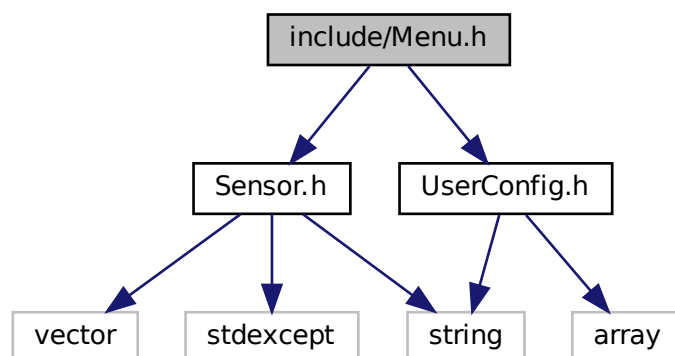 include/Menu.h
Sensor.h
UserConfig.h
vector
stdexcept
string
array